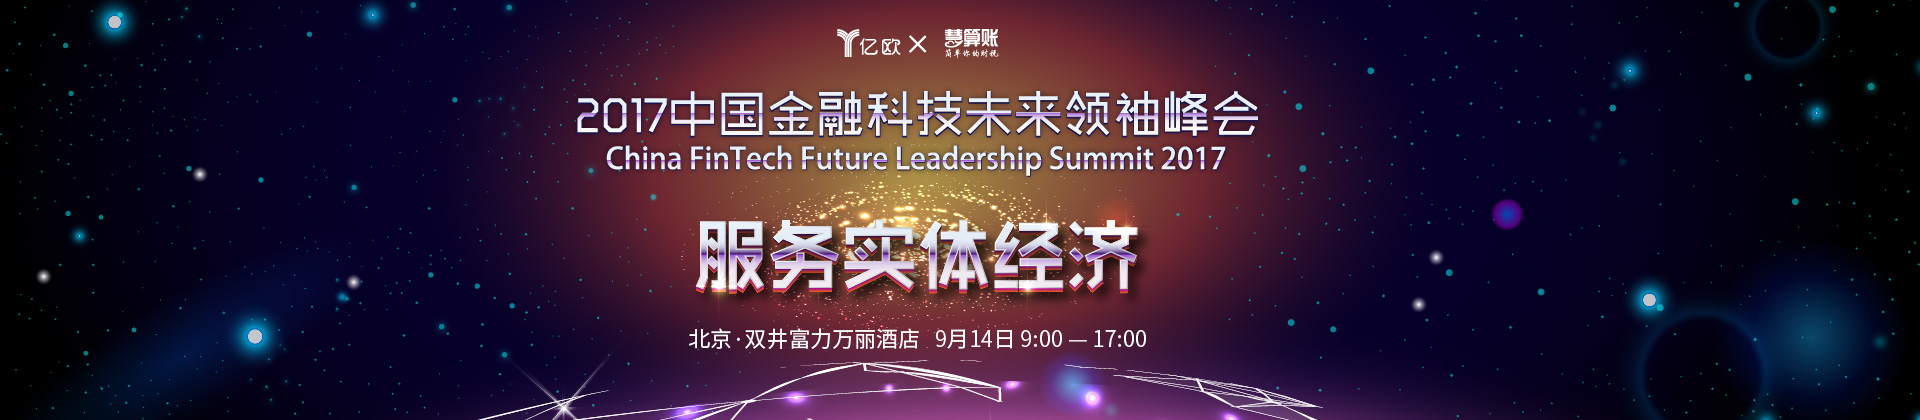 亿欧 × 慧算账
简单你的财税
2017中国金融科技未来领袖峰会
China FinTech Future Leadership Summit 2017
服务实体经济
北京·双井富力万丽酒店 9月14日 9:00 — 17:00